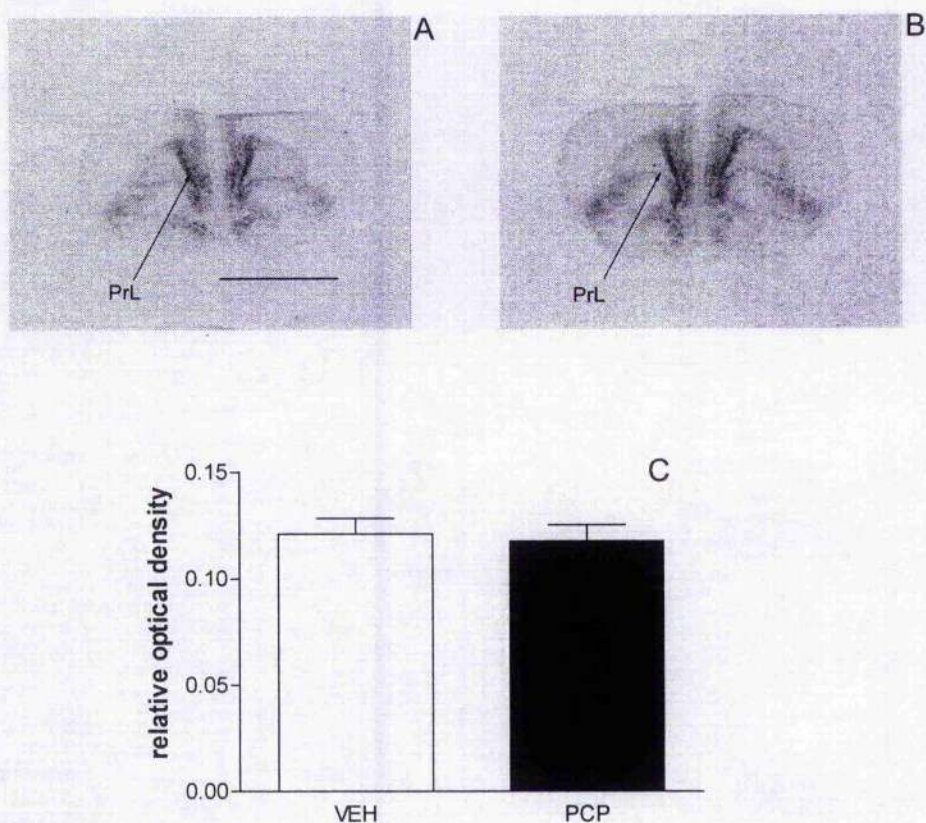 A
B
PrL
PrL
C
relative optical density
0.15
0.10
0.05
0.00
VEH
PCP